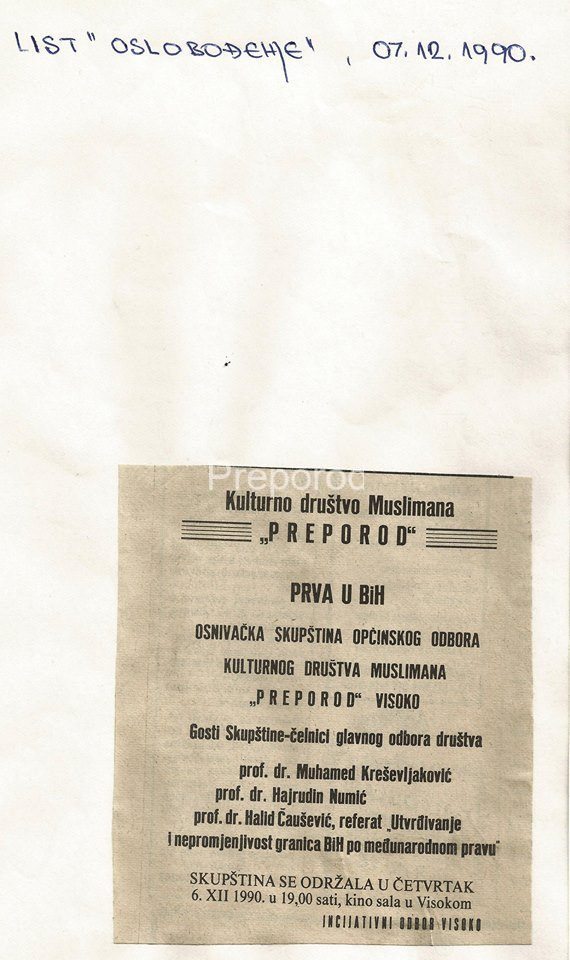 LIST "OSLOBOĐENJE", 07.12.1990.
Preporod
Kulturno društvo Muslimana
„PREPOROD“
PRVA U BiH
OSNIVAČKA SKUPŠTINA OPĆINSKOG ODBORA
KULTURNOG DRUŠTVA MUSLIMANA
„PREPOROD“ VISOKO
Gosti Skupštine-čelnici glavnog odbora društva
prof. dr. Muhamed Kreševljaković
prof. dr. Hajrudin Numić
prof. dr. Halid Čaušević, referat „Utvrđivanje
i nepromjenjivost granica BiH po međunarodnom pravu“
SKUPŠTINA SE ODRŽALA U ČETVRTAK
6. XII 1990. u 19,00 sati, kino sala u Visokom
INCIJATIVNI ODBOR VISOKO